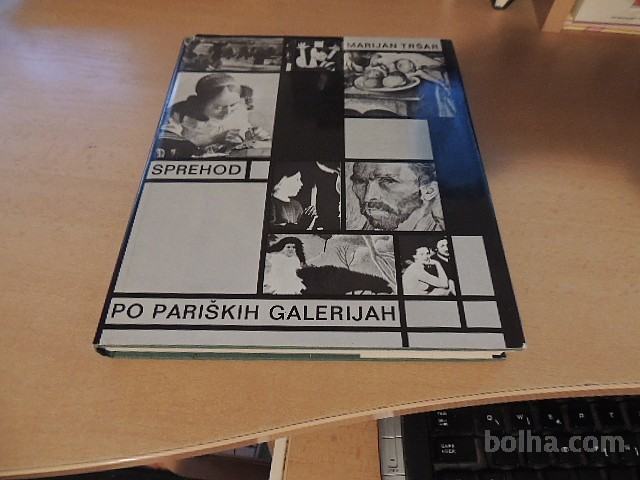 MARIJAN TRŠAR
SPREHOD
PO PARIŠKIH GALERIJAH
bolha.com